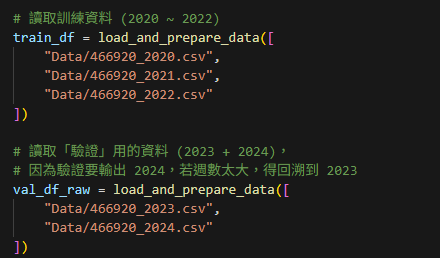 # 讀取訓練資料 (2020 ~ 2022)
train_df = load_and_prepare_data([
    "Data/466920_2020.csv",
    "Data/466920_2021.csv",
    "Data/466920_2022.csv"
])

# 讀取「驗證」用的資料 (2023 + 2024)，
# 因為驗證要輸出 2024，若週數太大，得回溯到 2023
val_df_raw = load_and_prepare_data([
    "Data/466920_2023.csv",
    "Data/466920_2024.csv"
])